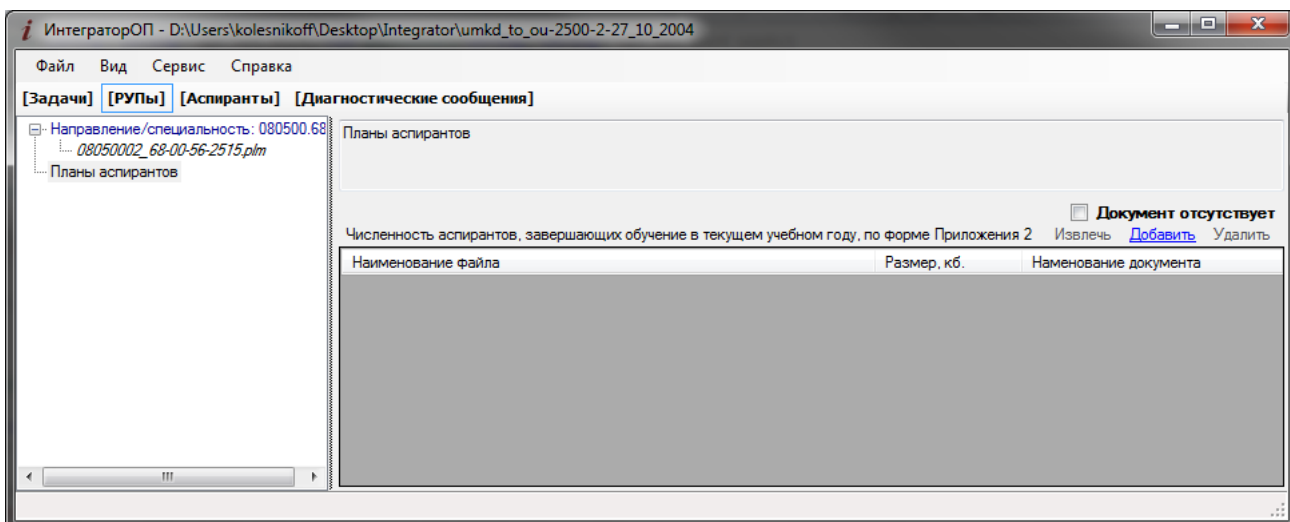 ИнтеграторОП - D:\Users\kolesnikoff\Desktop\Integrator\umkd_to_ou-2500-2-27_10_2004
Файл Вид Сервис Справка
[Задачи] [РУПы] [Аспиранты] [Диагностические сообщения]
Направление/специальность: 080500.68
08050002_68-00-56-2515.plm
Планы аспирантов
Планы аспирантов
Документ отсутствует
Численность аспирантов, завершающих обучение в текущем учебном году, по форме Приложения 2 Извлечь Добавить Удалить
Наименование файла Размер, кб. Наменование документа